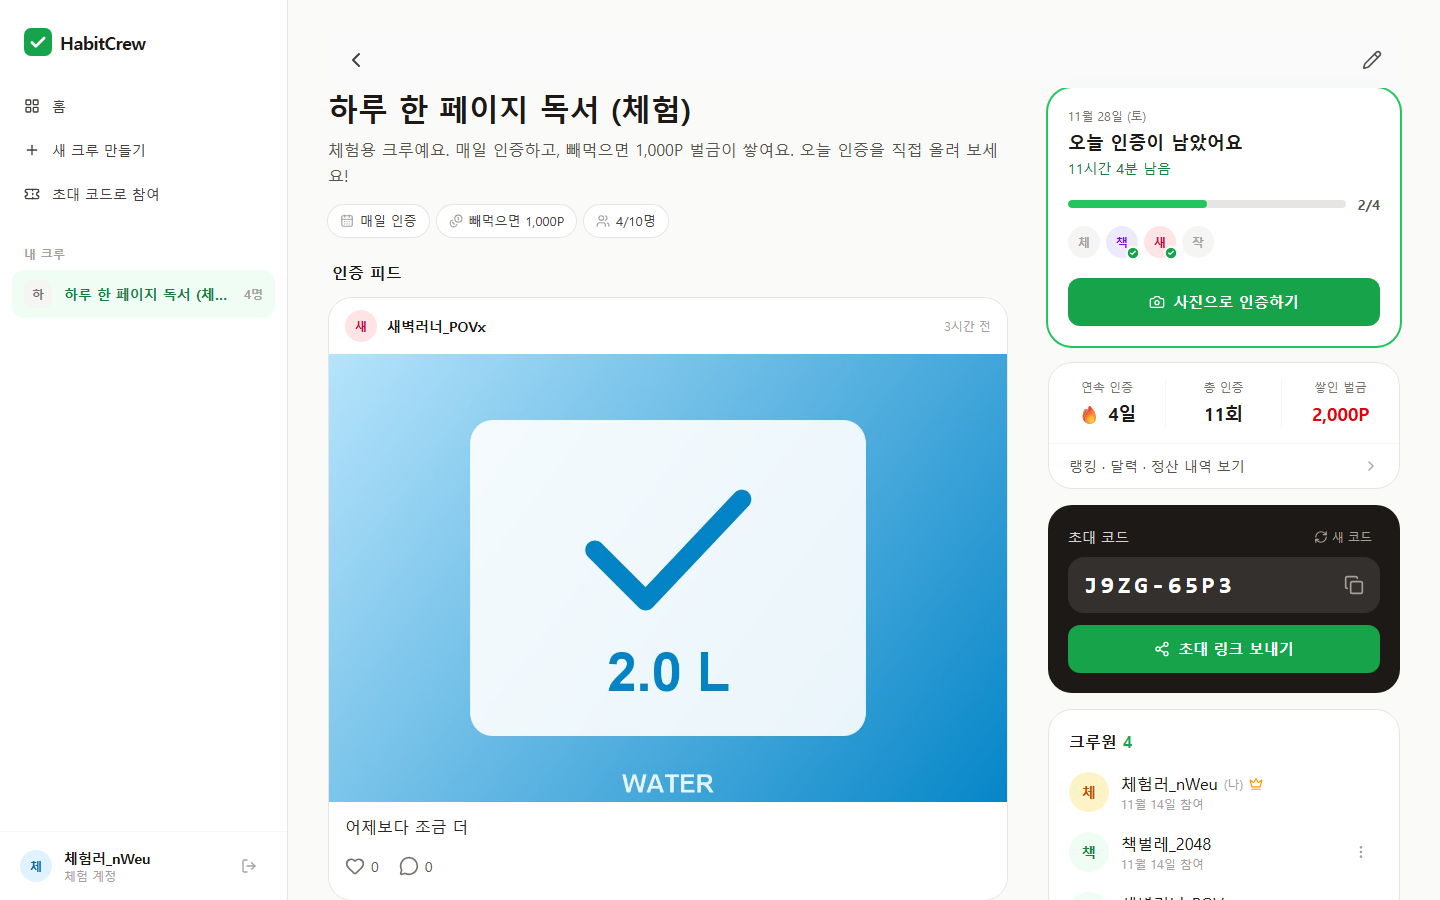 HabitCrew
홈
새 크루 만들기
초대 코드로 참여
내 크루
하
하루 한 페이지 독서 (체...
4명
체
체험러_nWeu
체험 계정
하루 한 페이지 독서 (체험)
체험용 크루예요. 매일 인증하고, 빼먹으면 1,000P 벌금이 쌓여요. 오늘 인증을 직접 올려 보세
요!
매일 인증
빼먹으면 1,000P
4/10명
인증 피드
새
새벽러너_POVx
3시간 전
2.0 L
WATER
어제보다 조금 더
0
0
11월 28일 (토)
오늘 인증이 남았어요
11시간 4분 남음
2/4
체
책
새
작
사진으로 인증하기
연속 인증
4일
총 인증
11회
쌓인 벌금
2,000P
랭킹 · 달력 · 정산 내역 보기
초대 코드
새 코드
J9ZG-65P3
초대 링크 보내기
크루원 4
체
체험러_nWeu (나)
11월 14일 참여
책
책벌레_2048
11월 14일 참여